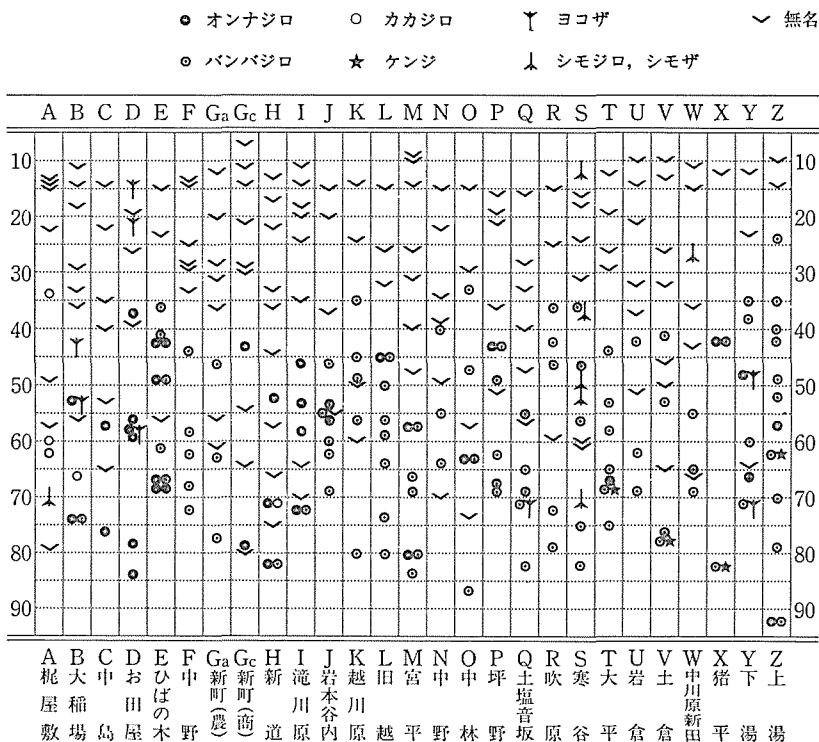 オンナジロ カカジロ ヨコザ 無名
バンバジロ ケンジ シモジロ，シモザ
A B C D E F Ga Gc H I J K L M N O P Q R S T U V W X Y Z
10 10
20 20
30 30
40 40
50 50
60 60
70 70
80 80
90 90
A B C D E F Ga Gc H I J K L M N O P Q R S T U V W X Y Z
梶屋敷
大稲場
中島
お田屋
ひばの木
中野
新町(農)
新町(商)
新道
滝川原
岩本谷内
越川原
旧越
宮平
中野
中林
坪野
土塩音坂
吹原
寒谷
大平
岩倉
土倉
中川原新田
猪平
下湯
上湯